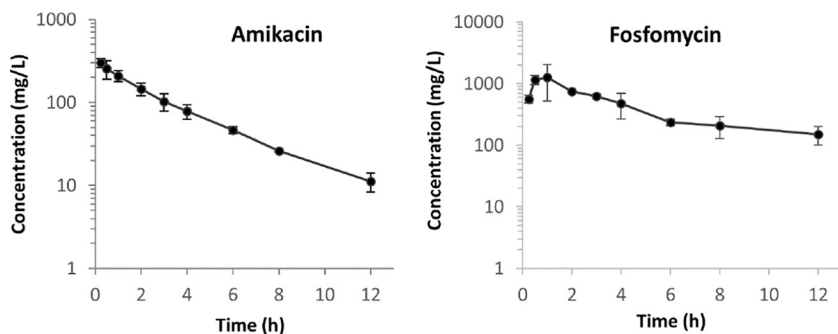 Amikacin
Concentration (mg/L)
1000
100
10
1
0 2 4 6 8 10 12
Time (h)
Fosfomycin
Concentration (mg/L)
10000
1000
100
10
1
0 2 4 6 8 10 12
Time (h)